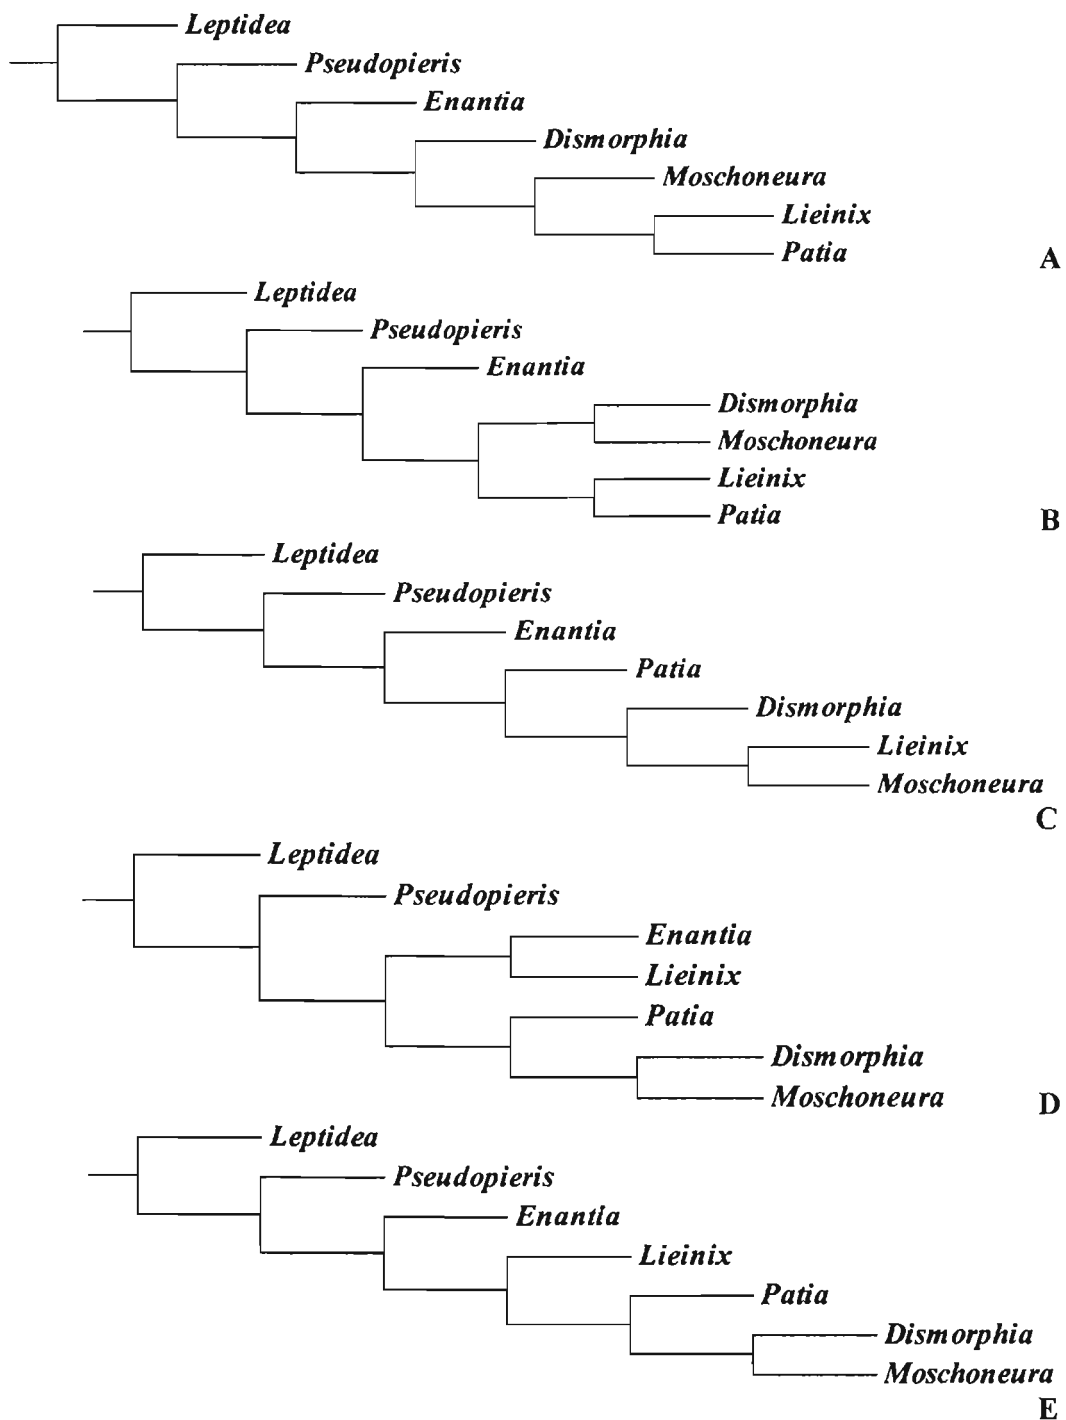 Leptidea
Pseudopieris
Enantia
Dismorphia
Moschoneura
Lieinix
Patia
A
Leptidea
Pseudopieris
Enantia
Dismorphia
Moschoneura
Lieinix
Patia
B
Leptidea
Pseudopieris
Enantia
Patia
Dismorphia
Lieinix
Moschoneura
C
Leptidea
Pseudopieris
Enantia
Lieinix
Patia
Dismorphia
Moschoneura
D
Leptidea
Pseudopieris
Enantia
Lieinix
Patia
Dismorphia
Moschoneura
E